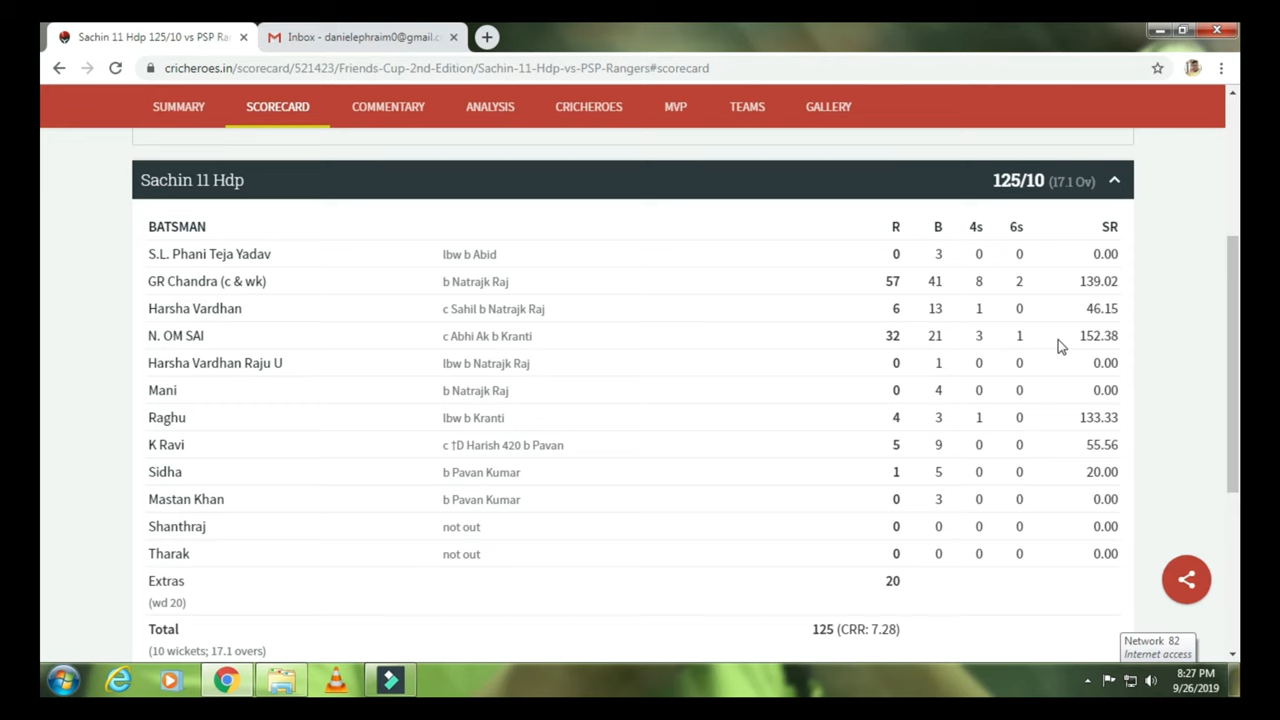 Sachin 11 Hdp 125/10 vs PSP Ra
Inbox - danielephraim0@gmail.c
cricheroes.in/scorecard/521423/Friends-Cup-2nd-Edition/Sachin-11-Hdp-vs-PSP-Rangers#scorecard
SUMMARY SCORECARD COMMENTARY ANALYSIS CRICHEROES MVP TEAMS GALLERY
Sachin 11 Hdp 125/10 (17.1 Ov)
BATSMAN R B 4s 6s SR
S.L. Phani Teja Yadav lbw b Abid 0 3 0 0 0.00
GR Chandra (c & wk) b Natrajk Raj 57 41 8 2 139.02
Harsha Vardhan c Sahil b Natrajk Raj 6 13 1 0 46.15
N. OM SAI c Abhi Ak b Kranti 32 21 3 1 152.38
Harsha Vardhan Raju U lbw b Natrajk Raj 0 1 0 0 0.00
Mani b Natrajk Raj 0 4 0 0 0.00
Raghu lbw b Kranti 4 3 1 0 133.33
K Ravi c †D Harish 420 b Pavan 5 9 0 0 55.56
Sidha b Pavan Kumar 1 5 0 0 20.00
Mastan Khan b Pavan Kumar 0 3 0 0 0.00
Shanthraj not out 0 0 0 0 0.00
Tharak not out 0 0 0 0 0.00
Extras 20
(wd 20)
Total 125 (CRR: 7.28)
(10 wickets; 17.1 overs)
Network 82
Internet access
8:27 PM
9/26/2019